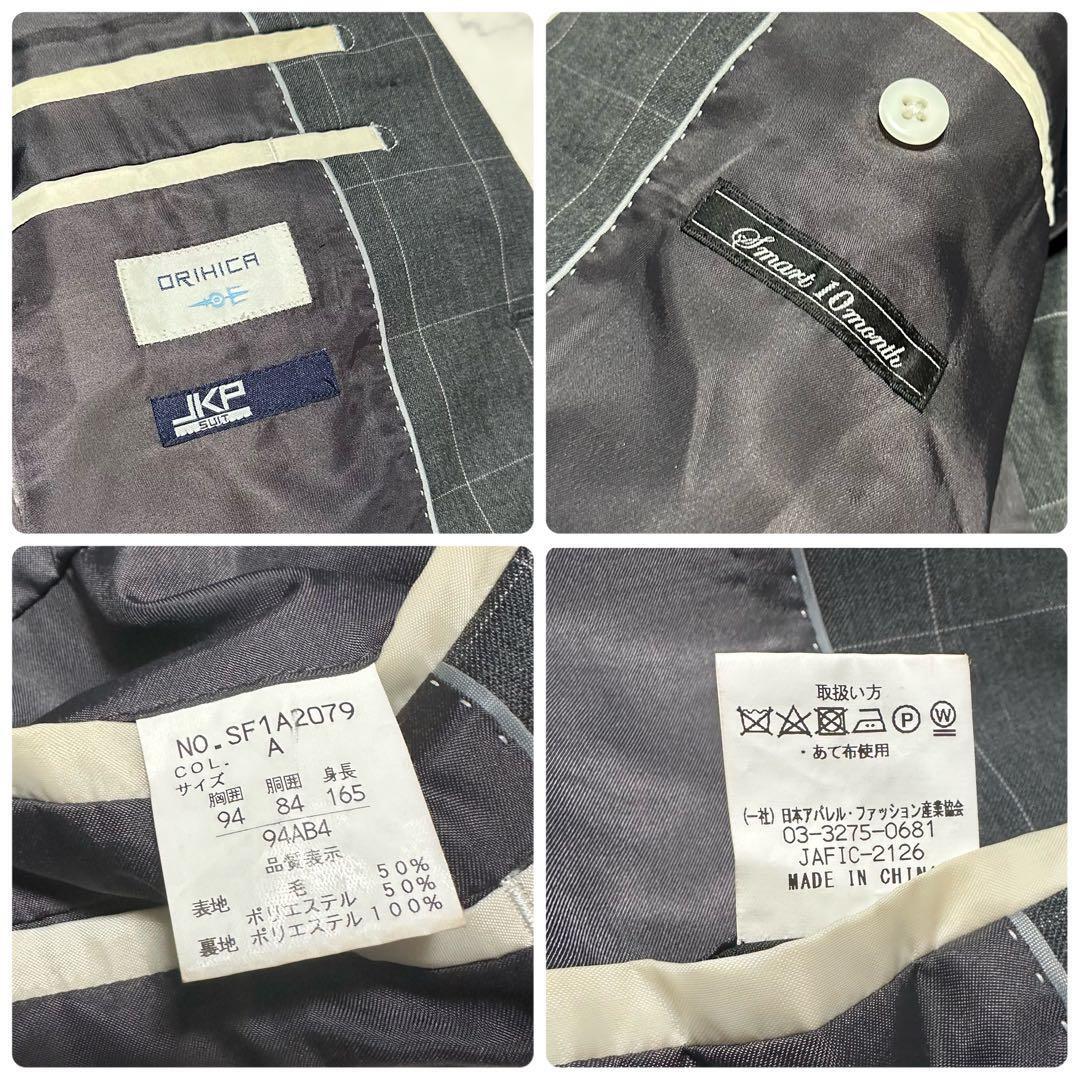 ORIHICA
JKP
SUIT
Smart 10month
NO.SF1A2079
COL. A
サイズ
胸囲 胴囲 身長
94 84 165
94AB4
品質表示
表地 毛 50%
ポリエステル 50%
裏地 ポリエステル 100%
取扱い方
P W
・あて布使用
(一社)日本アパレル・ファッション産業協会
03-3275-0681
JAFIC-2126
MADE IN CHINA